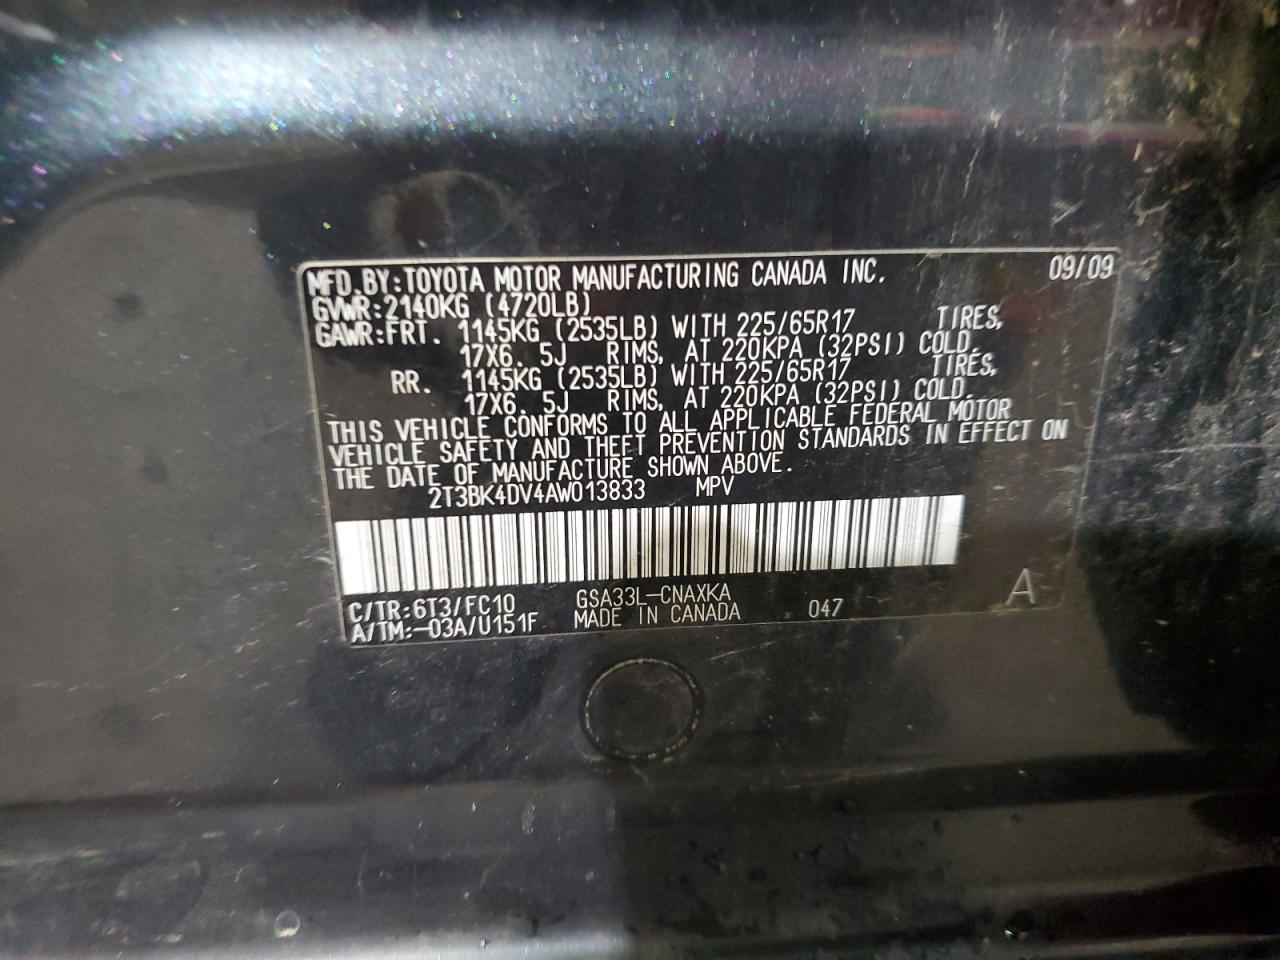 MFD.BY:TOYOTA MOTOR MANUFACTURING CANADA INC. 09/09
GVWR:2140KG (4720LB)
GAWR:FRT. 1145KG (2535LB) WITH 225/65R17 TIRES,
17X6.5J RIMS, AT 220KPA (32PSI) COLD.
RR. 1145KG (2535LB) WITH 225/65R17 TIRES,
17X6.5J RIMS, AT 220KPA (32PSI) COLD.
THIS VEHICLE CONFORMS TO ALL APPLICABLE FEDERAL MOTOR
VEHICLE SAFETY AND THEFT PREVENTION STANDARDS IN EFFECT ON
THE DATE OF MANUFACTURE SHOWN ABOVE.
2T3BK4DV4AW013833 MPV
C/TR:6T3/FC10 GSA33L-CNAXKA A
A/TM:-03A/U151F MADE IN CANADA 047